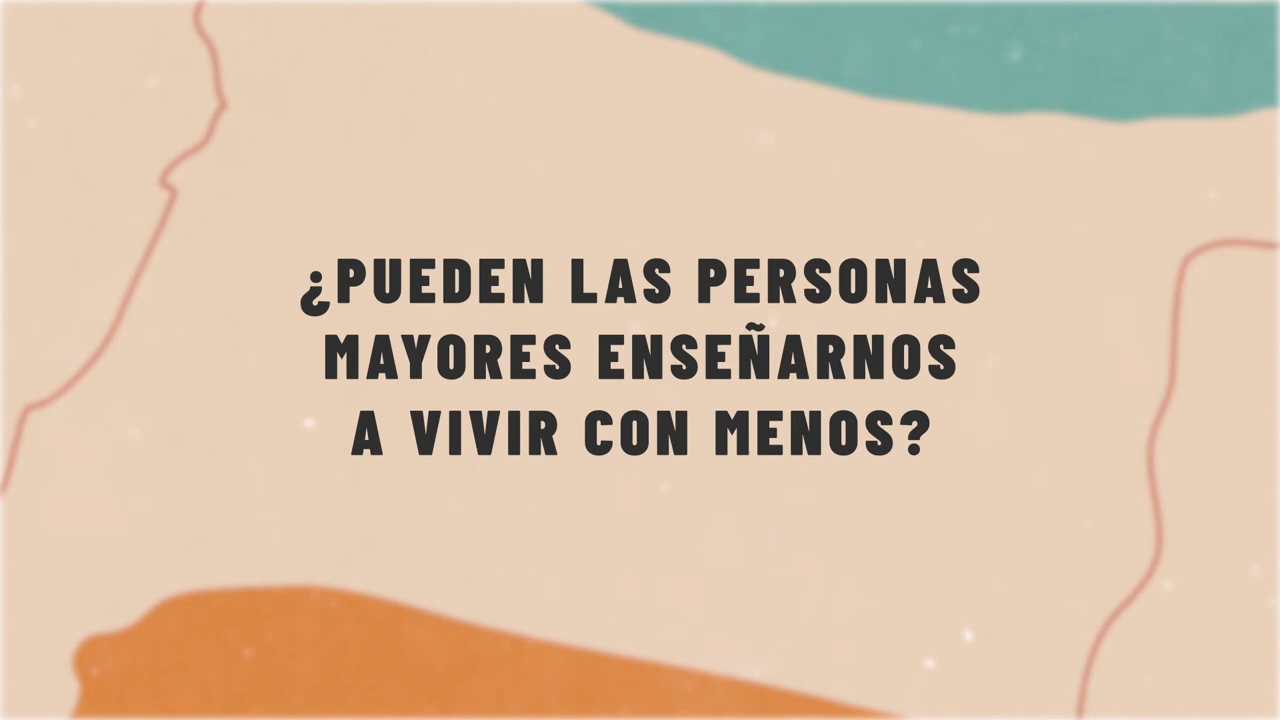 ¿PUEDEN LAS PERSONAS
MAYORES ENSEÑARNOS
A VIVIR CON MENOS?